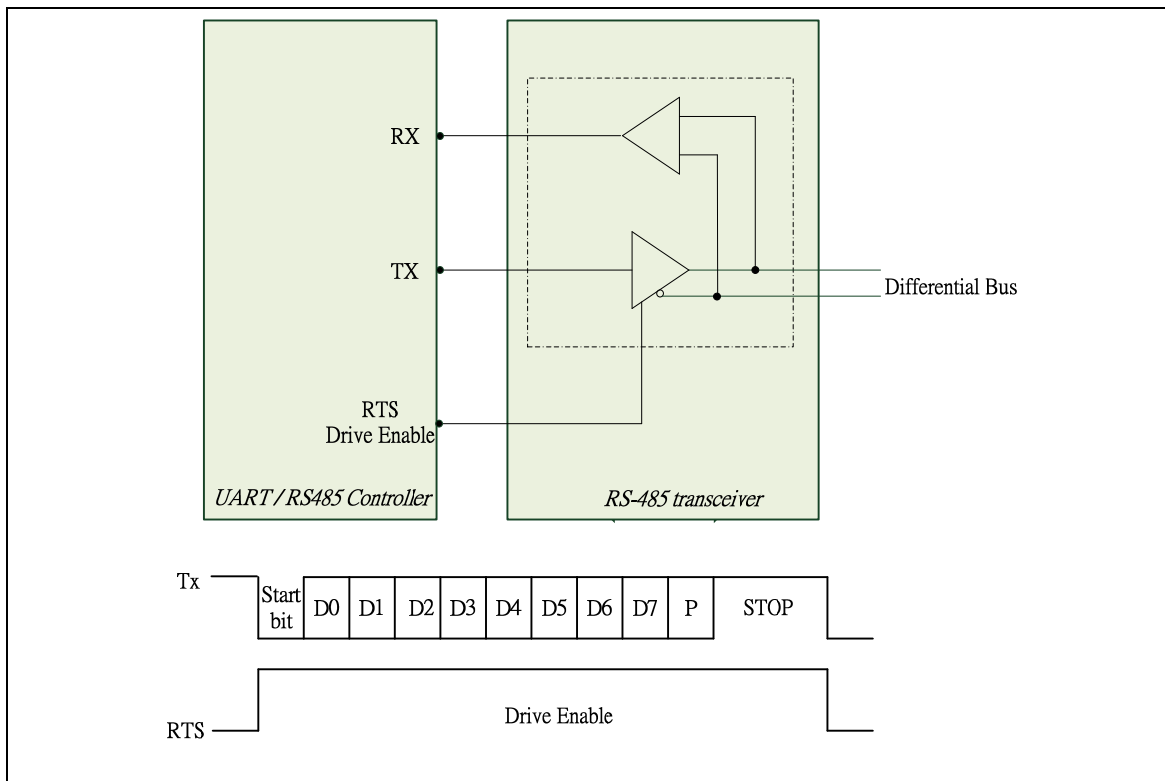 RX
TX
Differential Bus
RTS
Drive Enable
UART / RS485 Controller
RS-485 transceiver
Tx
Start
bit
D0 D1 D2 D3 D4 D5 D6 D7 P STOP
Drive Enable
RTS